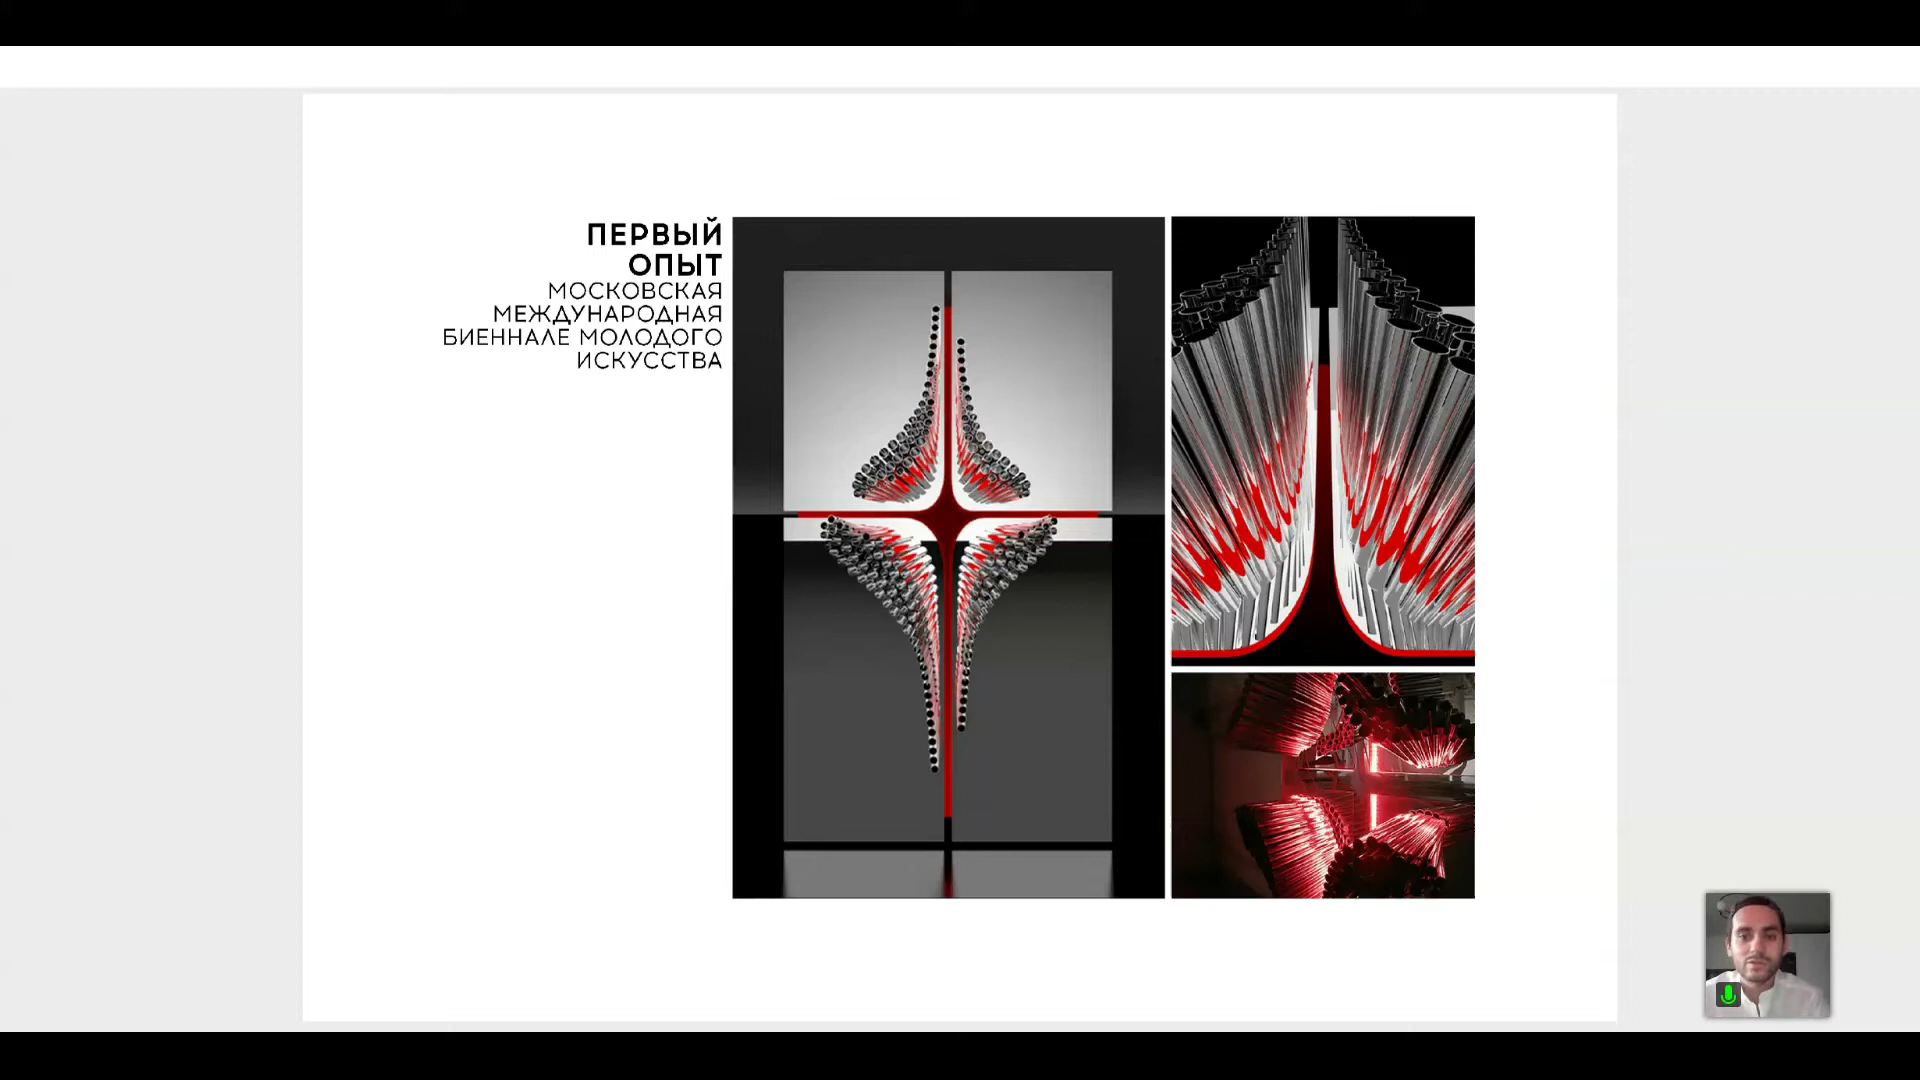 ПЕРВЫЙ
ОПЫТ
МОСКОВСКАЯ
МЕЖДУНАРОДНАЯ
БИЕННАЛЕ МОЛОДОГО
ИСКУССТВА